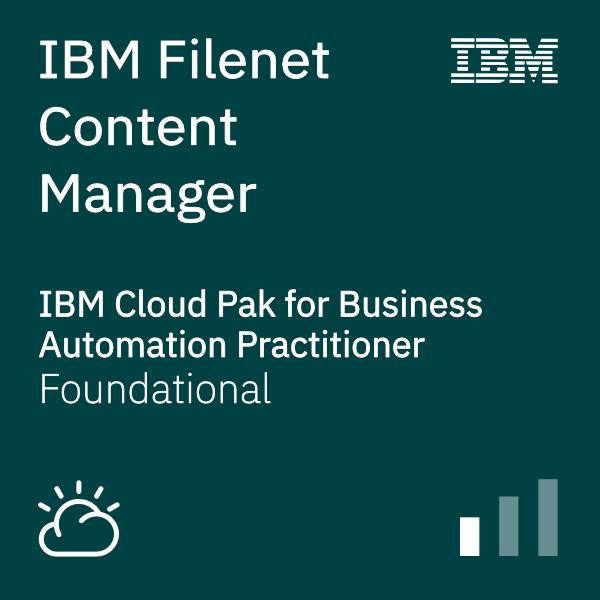 IBM Filenet
IBM
Content
Manager
IBM Cloud Pak for Business
Automation Practitioner
Foundational